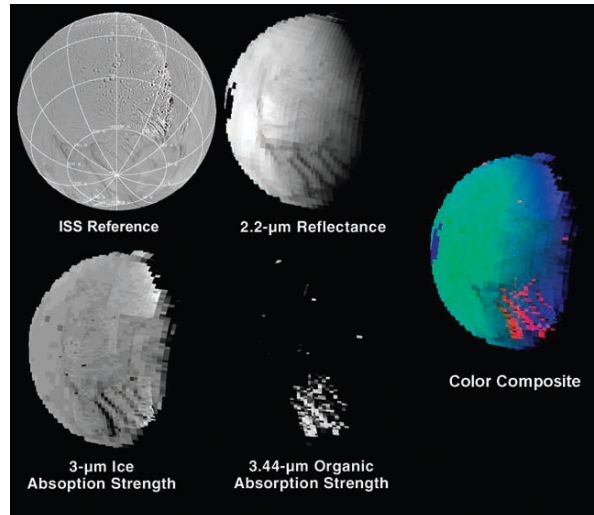 ISS Reference
2.2-µm Reflectance
Color Composite
3-µm Ice
Absoption Strength
3.44-µm Organic
Absorption Strength